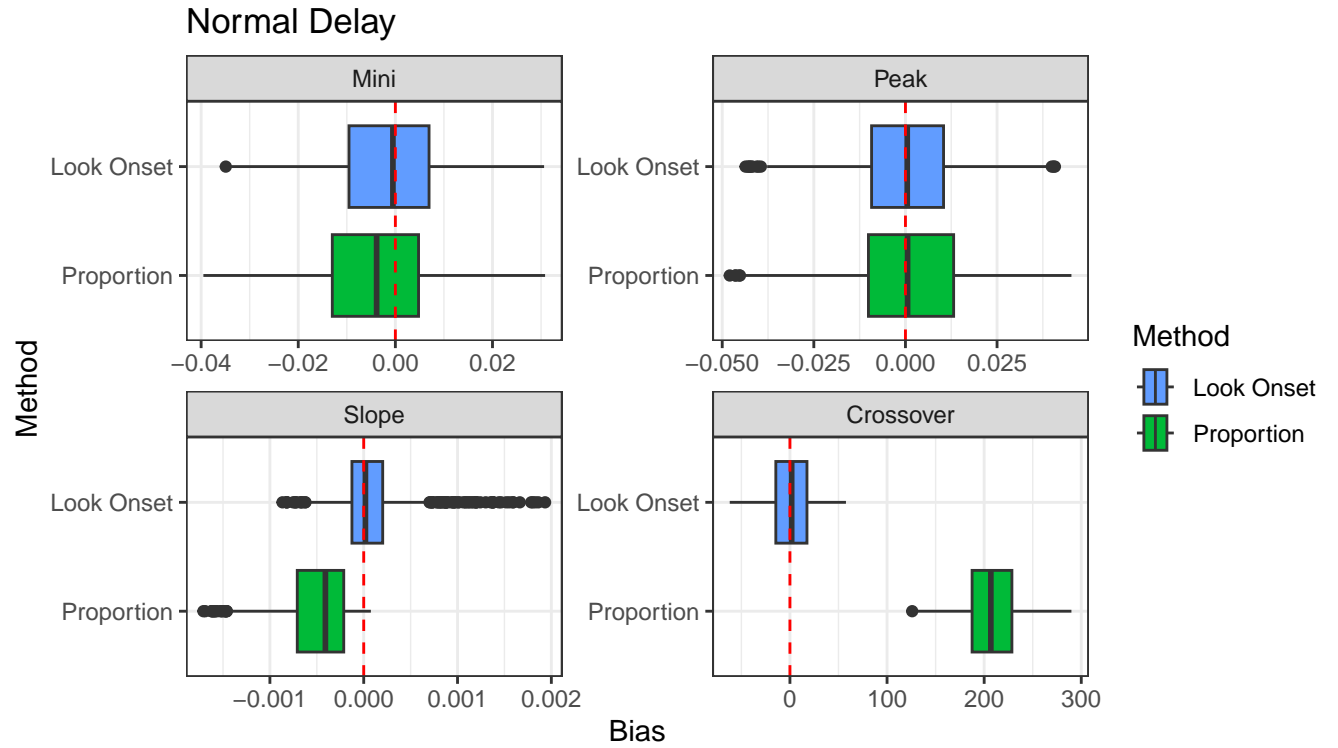 Normal Delay
Mini
Peak
Look Onset
Proportion
−0.04 −0.02 0.00 0.02
Look Onset
Proportion
−0.050 −0.025 0.000 0.025
Slope
Crossover
Look Onset
Proportion
−0.001 0.000 0.001 0.002
Look Onset
Proportion
0 100 200 300
Method
Bias
Method
Look Onset
Proportion